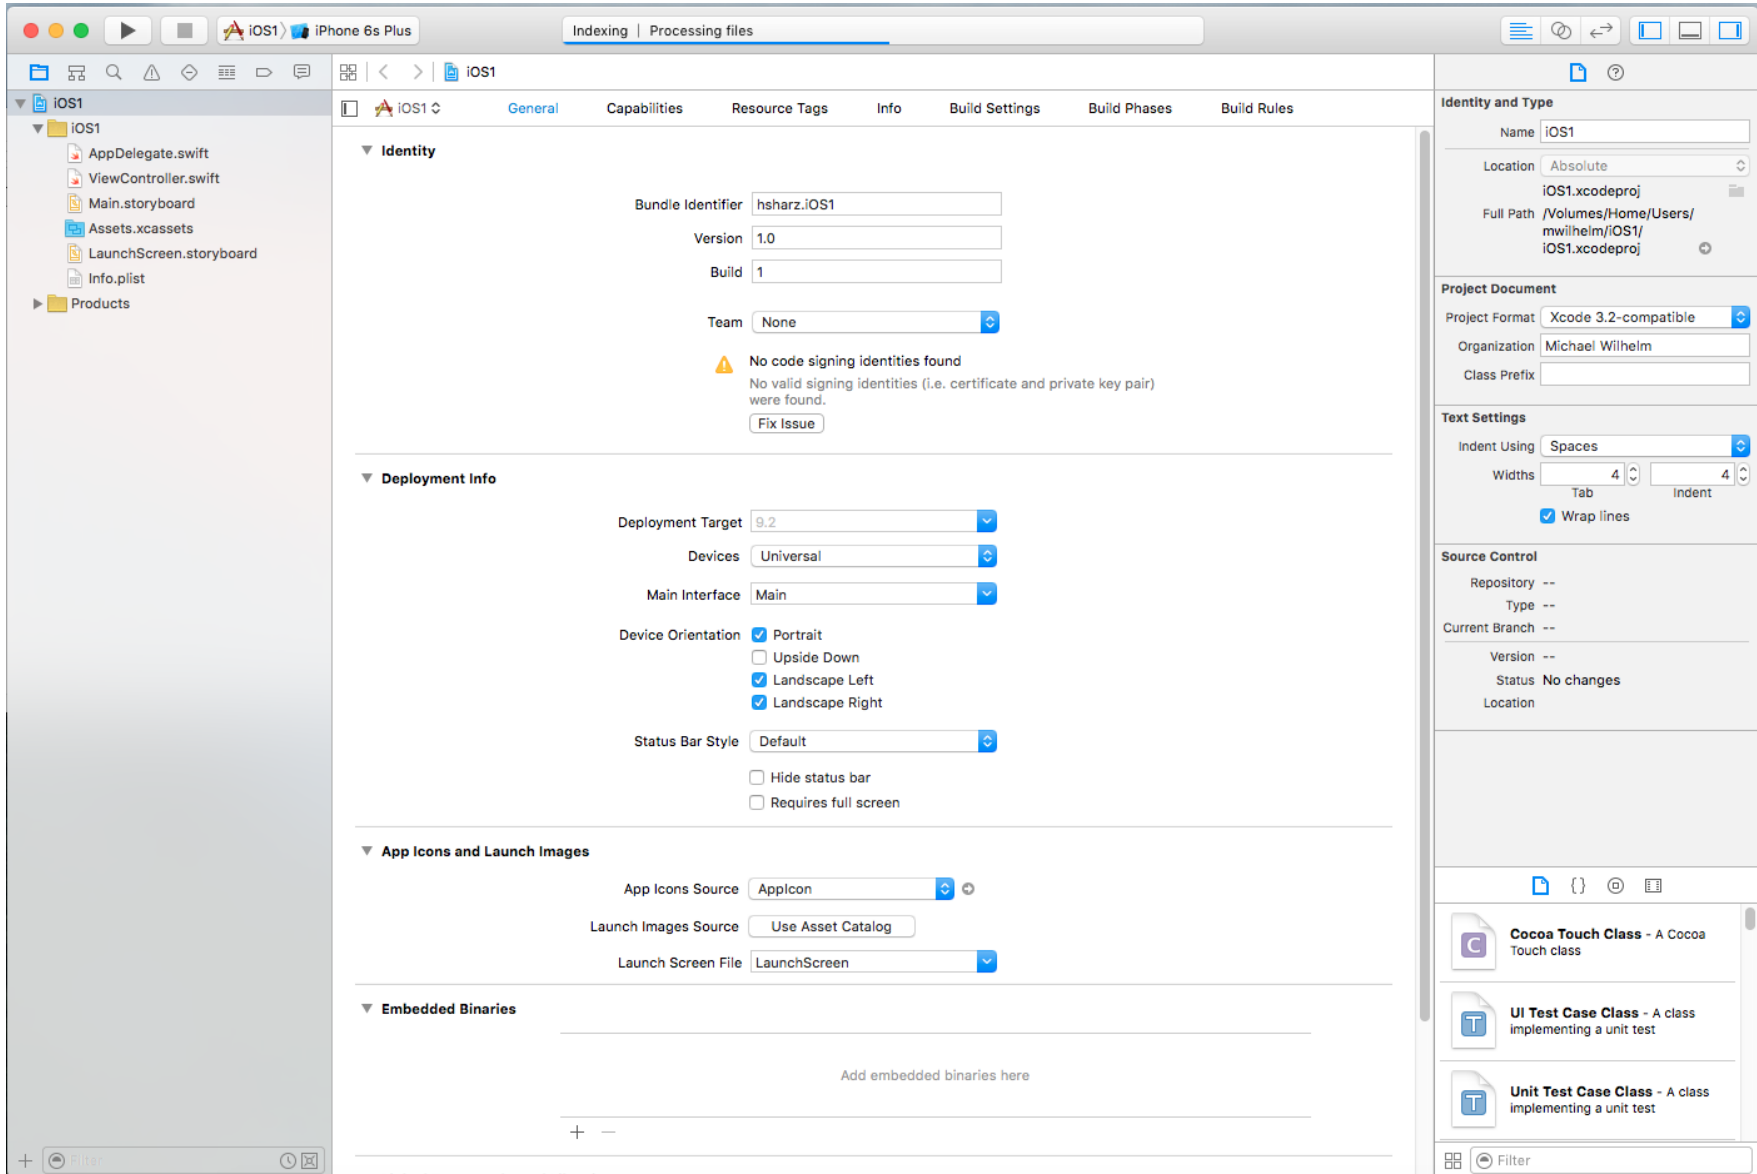 iOS1 iPhone 6s Plus
Indexing | Processing files
iOS1
iOS1
iOS1
AppDelegate.swift
ViewController.swift
Main.storyboard
Assets.xcassets
LaunchScreen.storyboard
Info.plist
Products
Filter
iOS1 General Capabilities Resource Tags Info Build Settings Build Phases Build Rules
Identity
Bundle Identifier hsharz.iOS1
Version 1.0
Build 1
Team None
No code signing identities found
No valid signing identities (i.e. certificate and private key pair)
were found.
Fix Issue
Deployment Info
Deployment Target 9.2
Devices Universal
Main Interface Main
Device Orientation Portrait
Upside Down
Landscape Left
Landscape Right
Status Bar Style Default
Hide status bar
Requires full screen
App Icons and Launch Images
App Icons Source AppIcon
Launch Images Source Use Asset Catalog
Launch Screen File LaunchScreen
Embedded Binaries
Add embedded binaries here
Identity and Type
Name iOS1
Location Absolute
iOS1.xcodeproj
Full Path /Volumes/Home/Users/
mwilhelm/iOS1/
iOS1.xcodeproj
Project Document
Project Format Xcode 3.2-compatible
Organization Michael Wilhelm
Class Prefix
Text Settings
Indent Using Spaces
Widths 4 4
Tab Indent
Wrap lines
Source Control
Repository --
Type --
Current Branch --
Version --
Status No changes
Location
{}
C
Cocoa Touch Class - A Cocoa
Touch class
T
UI Test Case Class - A class
implementing a unit test
T
Unit Test Case Class - A class
implementing a unit test
Filter